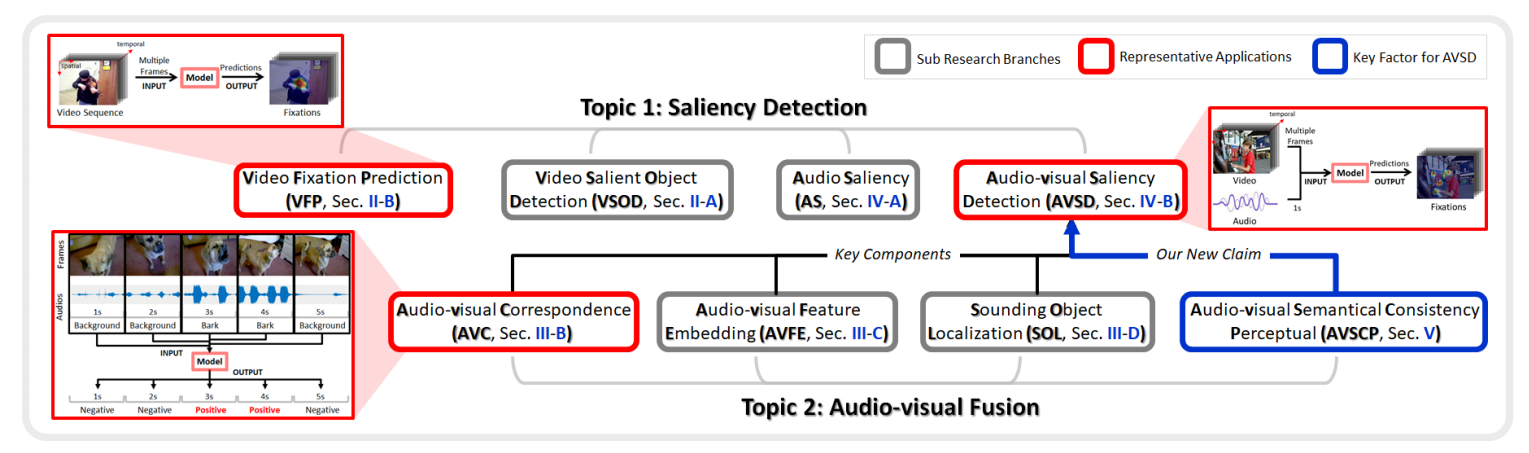 Sub Research Branches
Representative Applications
Key Factor for AVSD
temporal
spatial
Multiple
Frames
INPUT
Model
Predictions
OUTPUT
Video Sequence
Fixations
Topic 1: Saliency Detection
Video Fixation Prediction
(VFP, Sec. II-B)
Video Salient Object
Detection (VSOD, Sec. II-A)
Audio Saliency
(AS, Sec. IV-A)
Audio-visual Saliency
Detection (AVSD, Sec. IV-B)
temporal
Multiple
Frames
Video
Audio
1s
INPUT
Model
Predictions
OUTPUT
Fixations
Key Components
Our New Claim
Frames
Audios
1s 2s 3s 4s 5s
Background Background Bark Bark Background
INPUT
Model
OUTPUT
1s 2s 3s 4s 5s
Negative Negative Positive Positive Negative
Audio-visual Correspondence
(AVC, Sec. III-B)
Audio-visual Feature
Embedding (AVFE, Sec. III-C)
Sounding Object
Localization (SOL, Sec. III-D)
Audio-visual Semantical Consistency
Perceptual (AVSCP, Sec. V)
Topic 2: Audio-visual Fusion